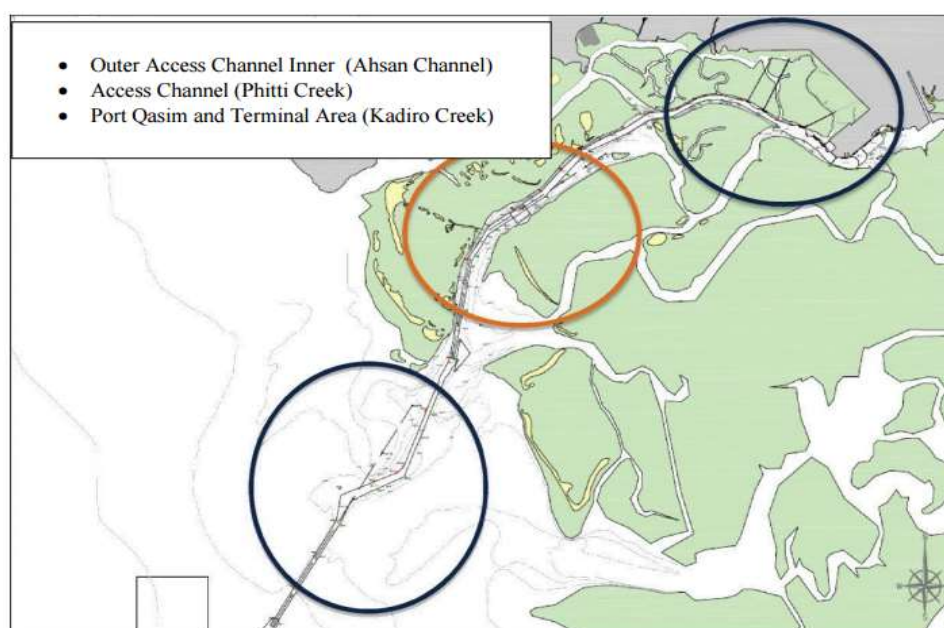 • Outer Access Channel Inner (Ahsan Channel)
• Access Channel (Phitti Creek)
• Port Qasim and Terminal Area (Kadiro Creek)